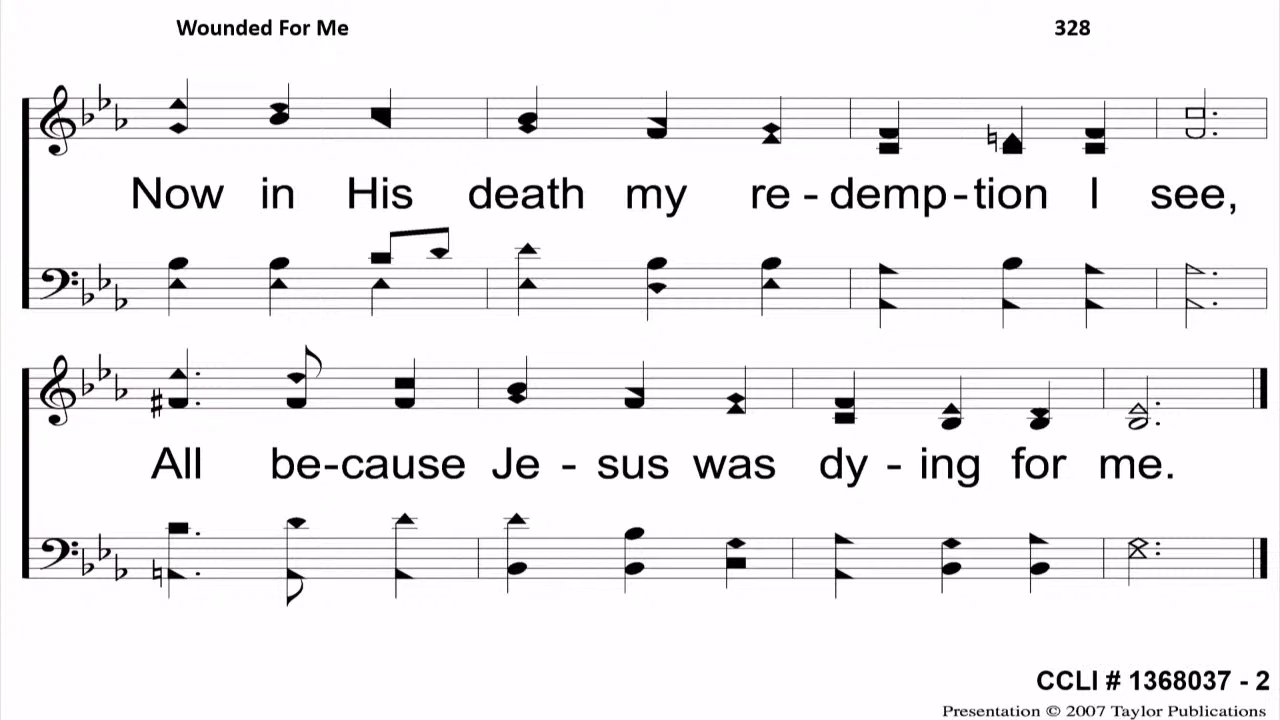 Wounded For Me 328
Now in His death my re - demp - tion I see,
All be - cause Je - sus was dy - ing for me.
CCLI # 1368037 - 2
Presentation © 2007 Taylor Publications